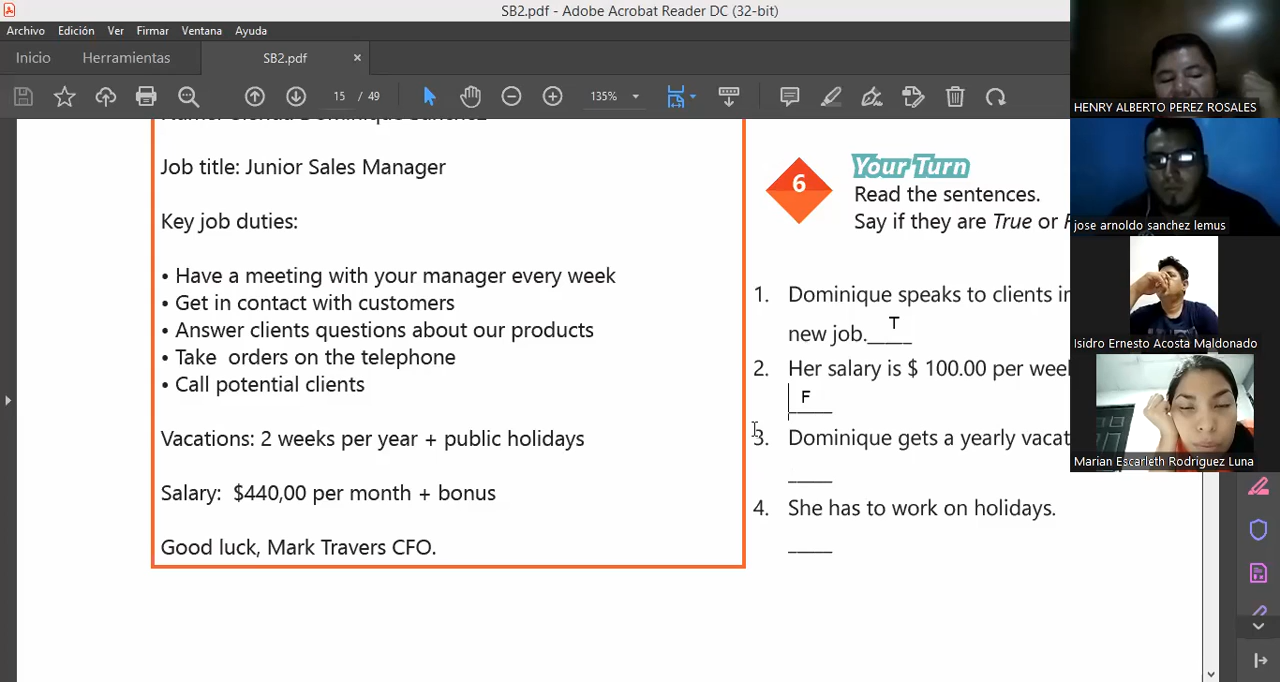 SB2.pdf - Adobe Acrobat Reader DC (32-bit)
Archivo Edición Ver Firmar Ventana Ayuda
Inicio Herramientas SB2.pdf ×
15 / 49 135%
Job title: Junior Sales Manager
Key job duties:
• Have a meeting with your manager every week
• Get in contact with customers
• Answer clients questions about our products
• Take orders on the telephone
• Call potential clients
Vacations: 2 weeks per year + public holidays
Salary: $440,00 per month + bonus
Good luck, Mark Travers CFO.
6
Your Turn
Read the sentences.
Say if they are True or
1. Dominique speaks to clients in
new job. T
2. Her salary is $ 100.00 per
F
3. Dominique gets a yearly
4. She has to work on holidays.
HENRY ALBERTO PEREZ ROSALES
jose arnoldo sanchez lemus
Isidro Ernesto Acosta Maldonado
Marian Escarleth Rodriguez Luna